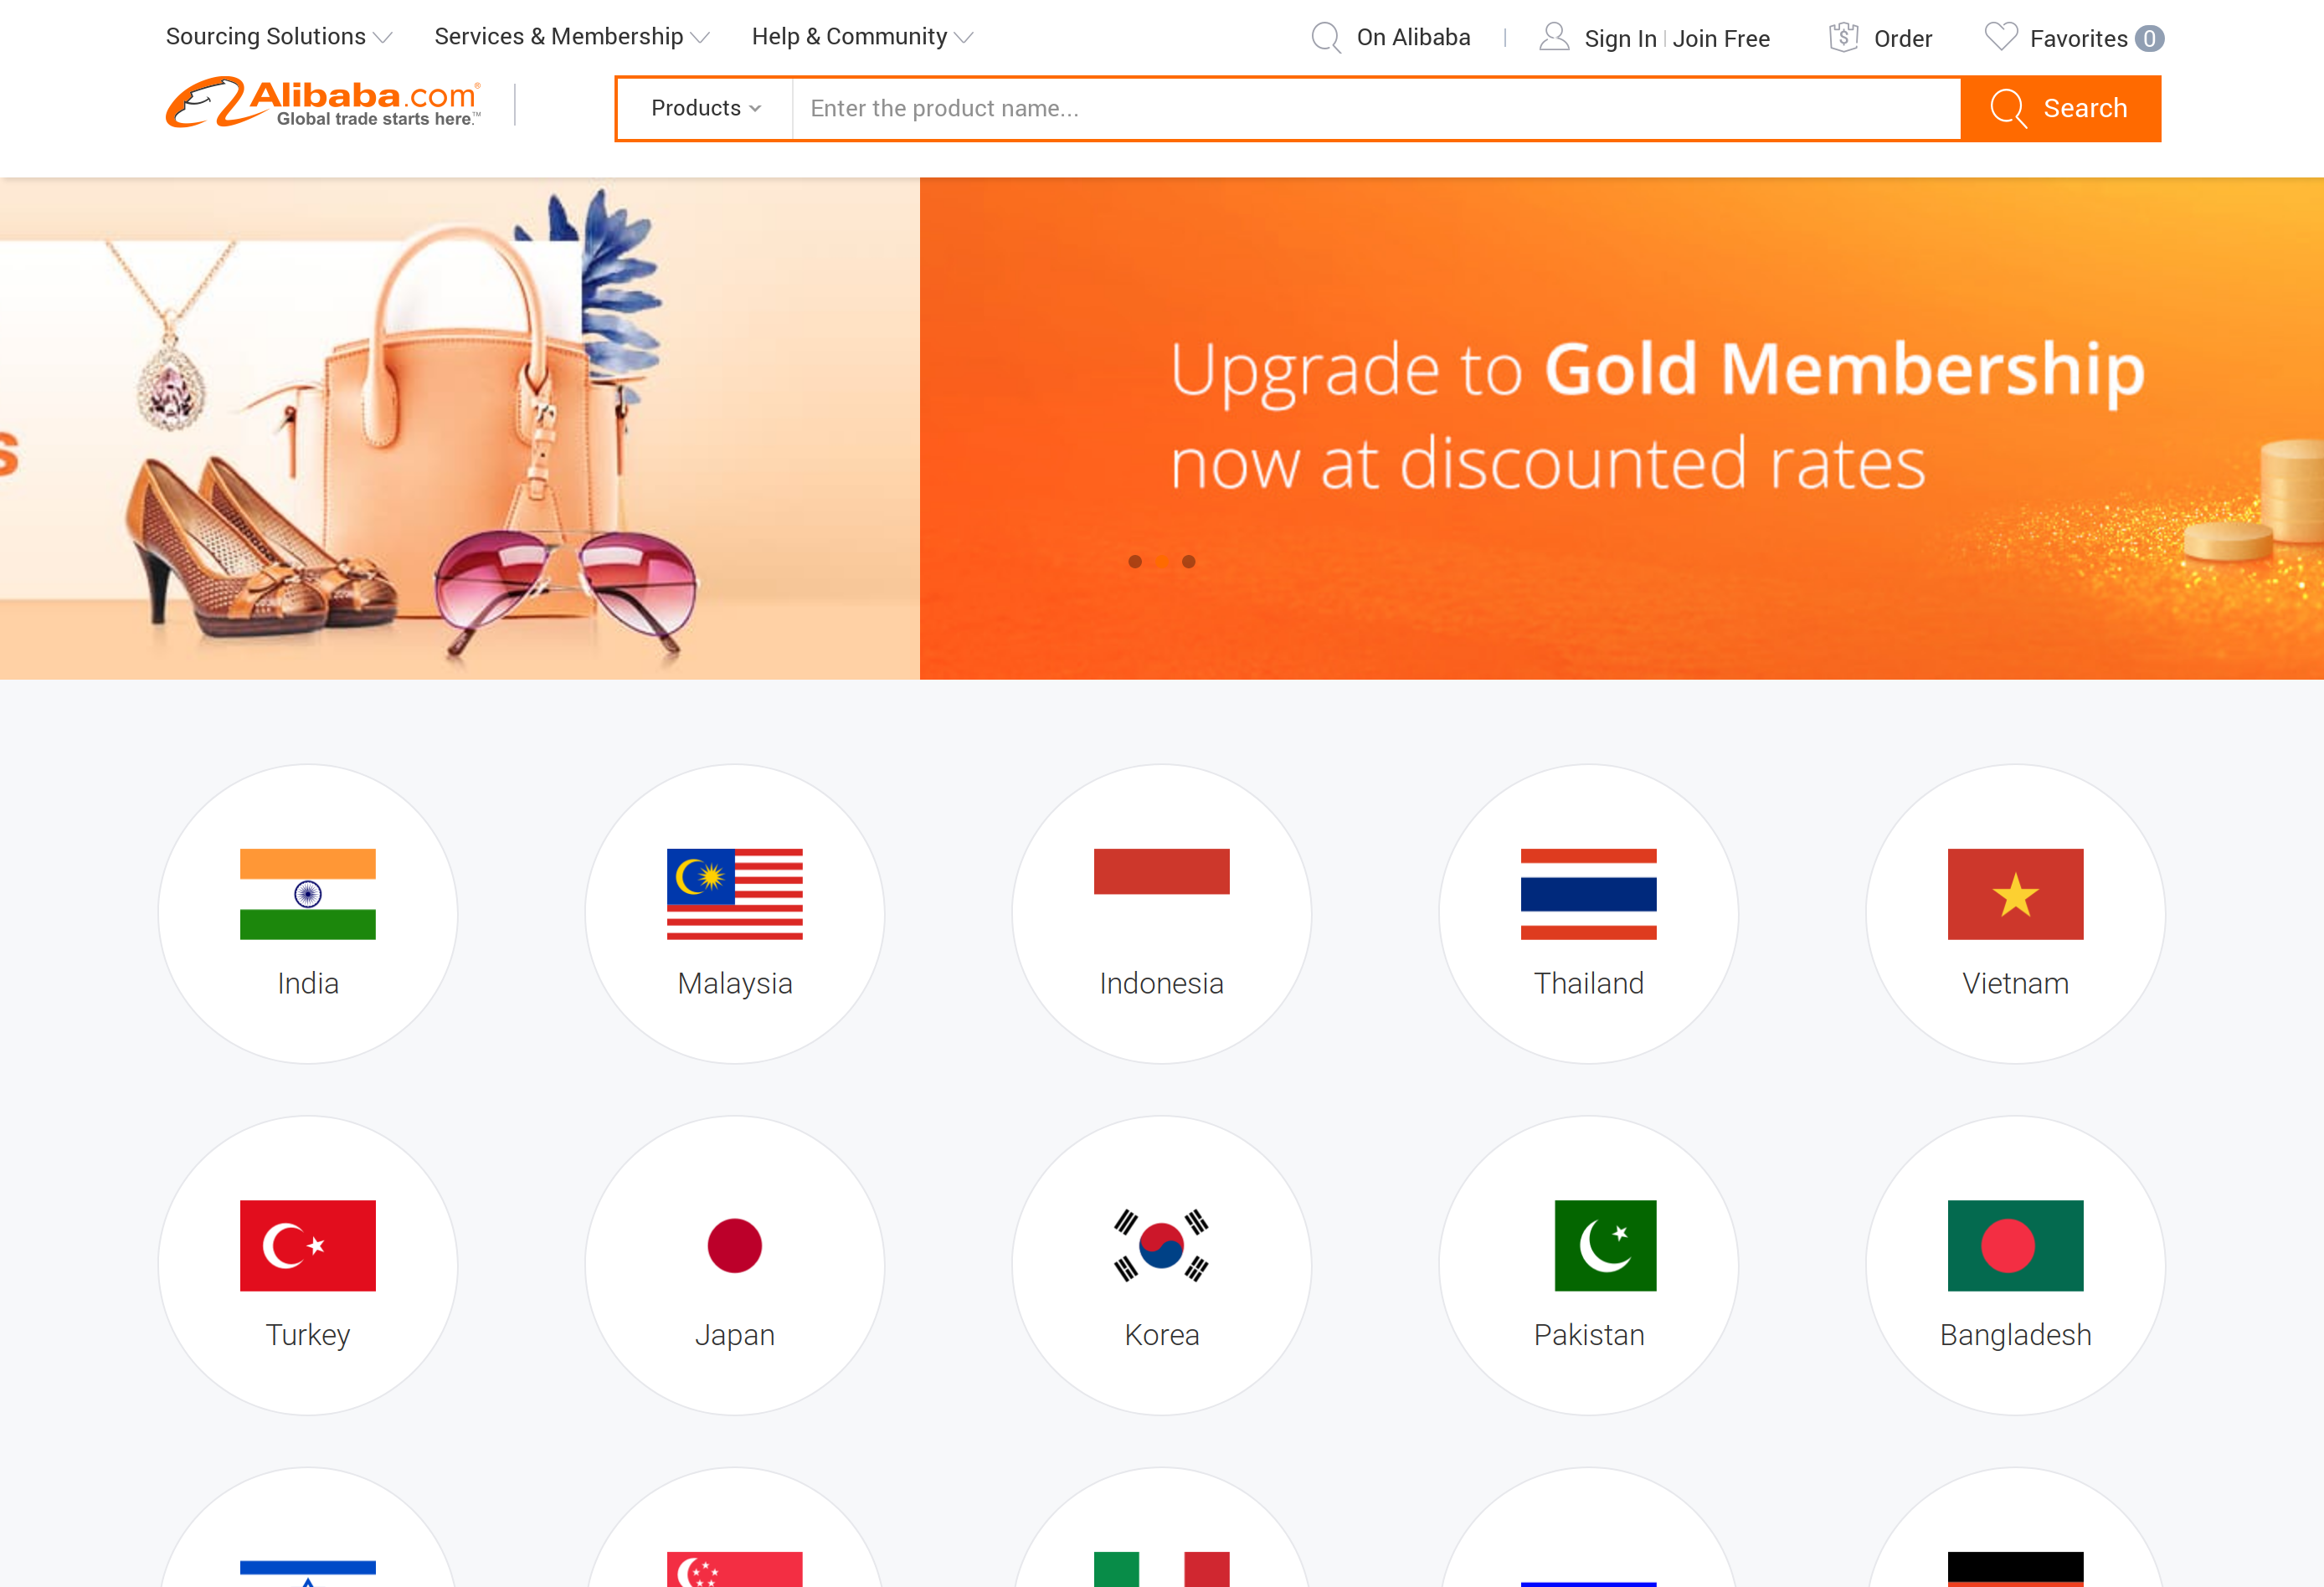 Sourcing Solutions
Services & Membership
Help & Community
On Alibaba
Sign In
Join Free
Order
Favorites 0
Alibaba.com®
Global trade starts here.™
Products
Enter the product name...
Search
s
Upgrade to Gold Membership
now at discounted rates
India
Malaysia
Indonesia
Thailand
Vietnam
Turkey
Japan
Korea
Pakistan
Bangladesh